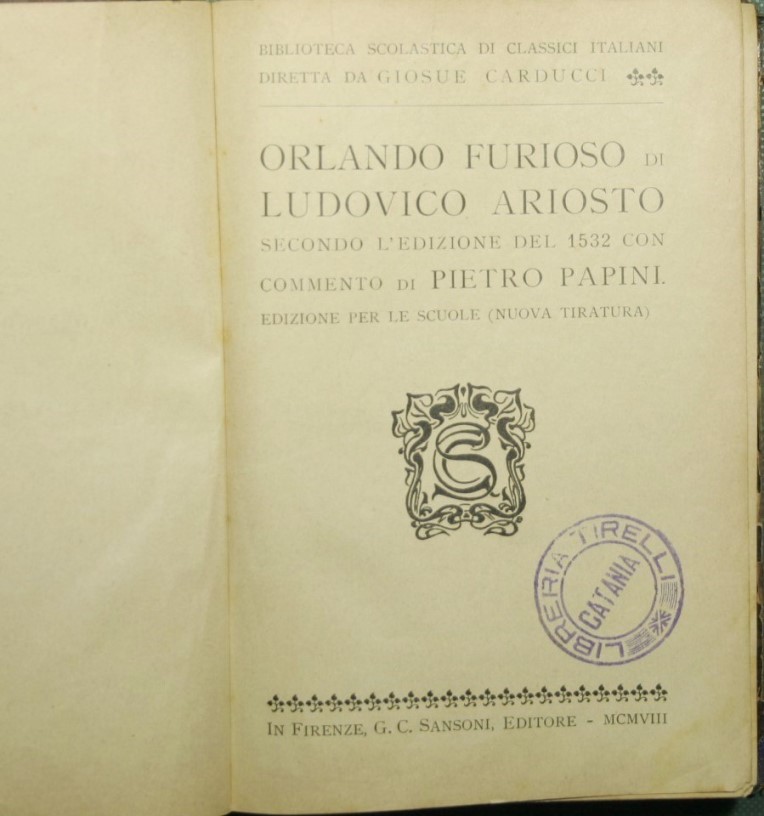 BIBLIOTECA SCOLASTICA DI CLASSICI ITALIANI
DIRETTA DA GIOSUE CARDUCCI
ORLANDO FURIOSO DI
LUDOVICO ARIOSTO
SECONDO L'EDIZIONE DEL 1532 CON
COMMENTO DI PIETRO PAPINI.
EDIZIONE PER LE SCUOLE (NUOVA TIRATURA)
LIBRERIA TIRELLI
CATANIA
IN FIRENZE, G. C. SANSONI, EDITORE - MCMVIII